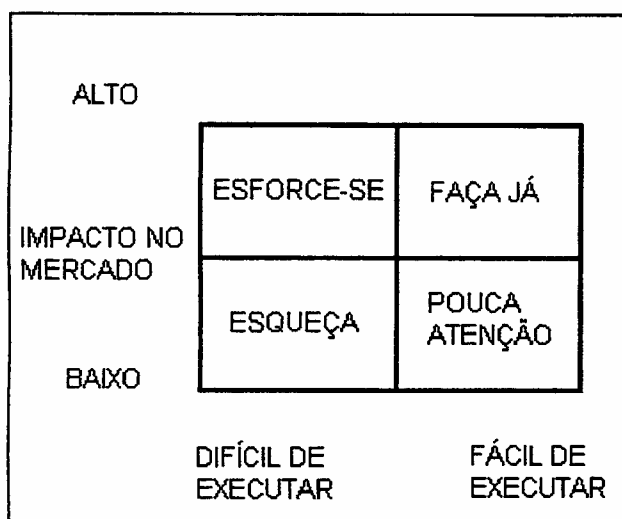 ALTO
ESFORCE-SE
FAÇA JÁ
IMPACTO NO
MERCADO
ESQUEÇA
POUCA
ATENÇÃO
BAIXO
DIFÍCIL DE
EXECUTAR
FÁCIL DE
EXECUTAR